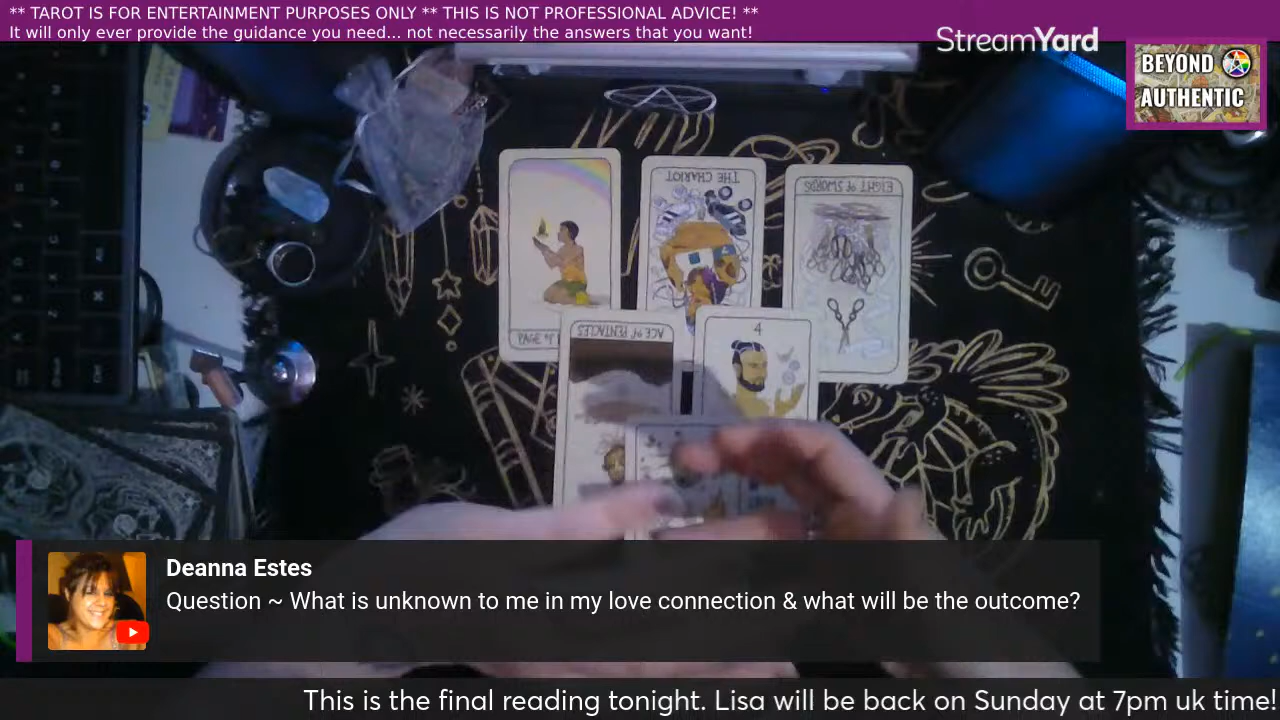 ** TAROT IS FOR ENTERTAINMENT PURPOSES ONLY ** THIS IS NOT PROFESSIONAL ADVICE! **
It will only ever provide the guidance you need... not necessarily the answers that you want!
StreamYard
BEYOND
AUTHENTIC
THE CHARIOT
EIGHT of SWORDS
PAGE of
ACE of PENTACLES
4
Deanna Estes
Question ~ What is unknown to me in my love connection & what will be the outcome?
This is the final reading tonight. Lisa will be back on Sunday at 7pm uk time!